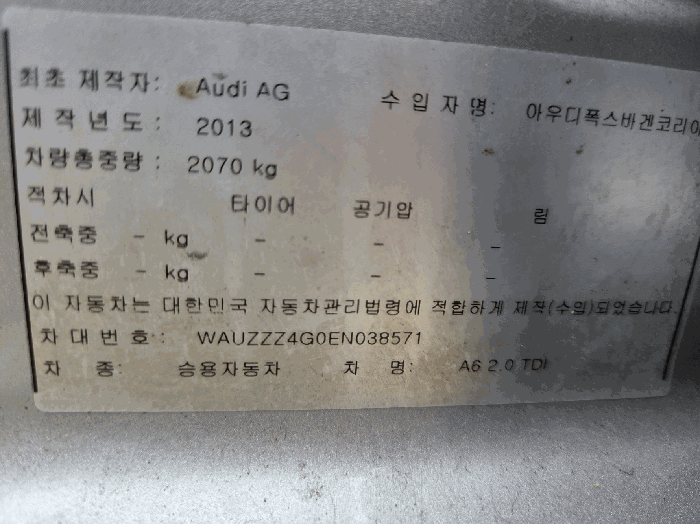 최초 제작자: Audi AG 수입자명: 아우디폭스바겐코리아
제작년도: 2013
차량총중량: 2070 kg
적차시 타이어 공기압 림
전축중 - kg - - -
후축중 - kg - - -
이 자동차는 대한민국 자동차관리법령에 적합하게 제작(수입)되었습니다.
차대번호: WAUZZZ4G0EN038571
차 종: 승용자동차 차 명: A6 2.0 TDI